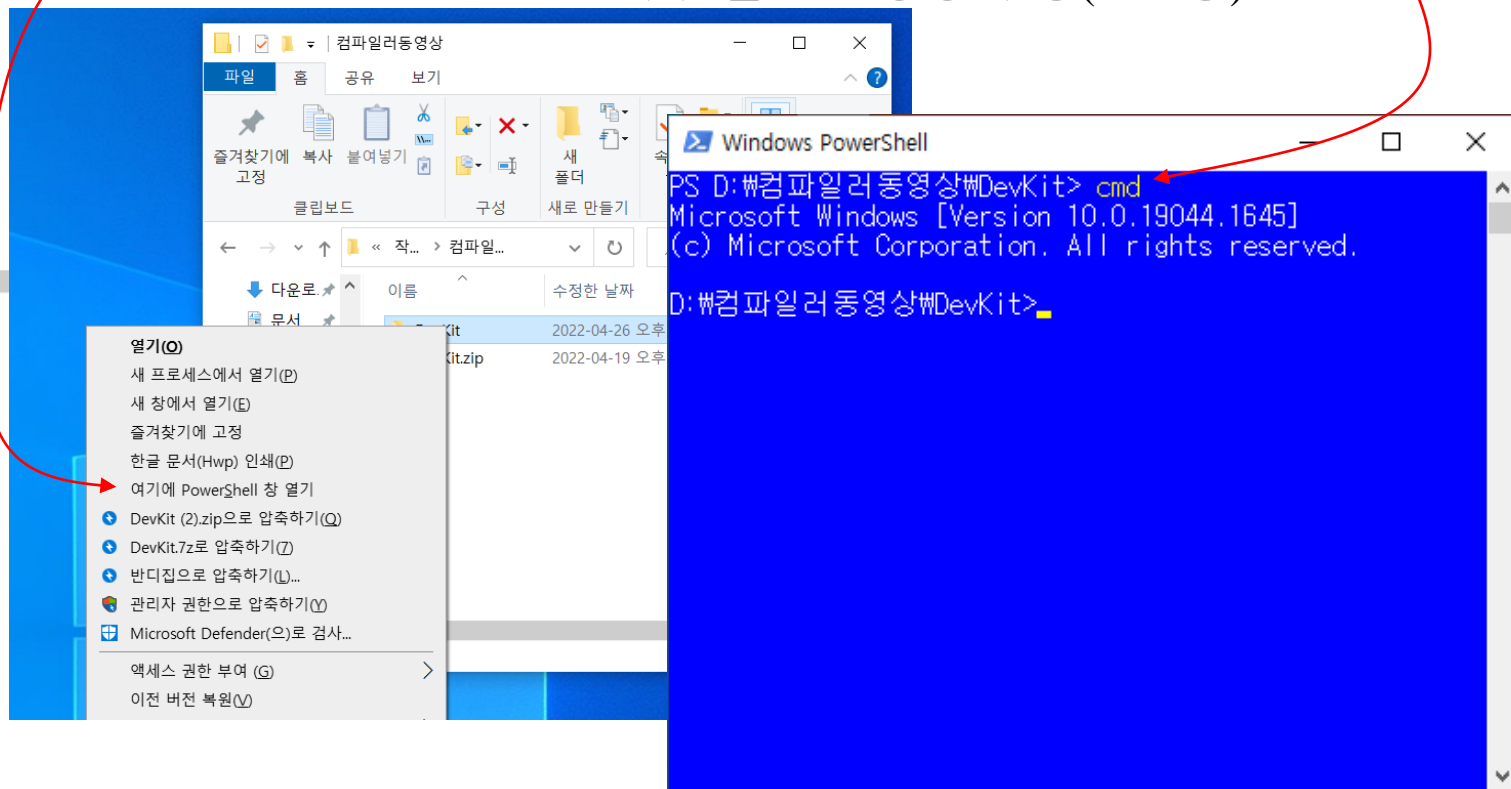 컴파일러동영상
파일 홈 공유 보기
즐겨찾기에 고정 복사 붙여넣기 새 폴더
클립보드 구성 새로 만들기
« 작... > 컴파일...
다운로. 이름 수정한 날짜
문서
Kit 2022-04-26 오후
Kit.zip 2022-04-19 오후
열기(O)
새 프로세스에서 열기(P)
새 창에서 열기(E)
즐겨찾기에 고정
한글 문서(Hwp) 인쇄(P)
여기에 PowerShell 창 열기
DevKit (2).zip으로 압축하기(Q)
DevKit.7z로 압축하기(7)
반디집으로 압축하기(L)...
관리자 권한으로 압축하기(Y)
Microsoft Defender(으)로 검사...
액세스 권한 부여 (G)
이전 버전 복원(V)
Windows PowerShell
PS D:₩컴파일러동영상₩DevKit> cmd
Microsoft Windows [Version 10.0.19044.1645]
(c) Microsoft Corporation. All rights reserved.
D:₩컴파일러동영상₩DevKit>